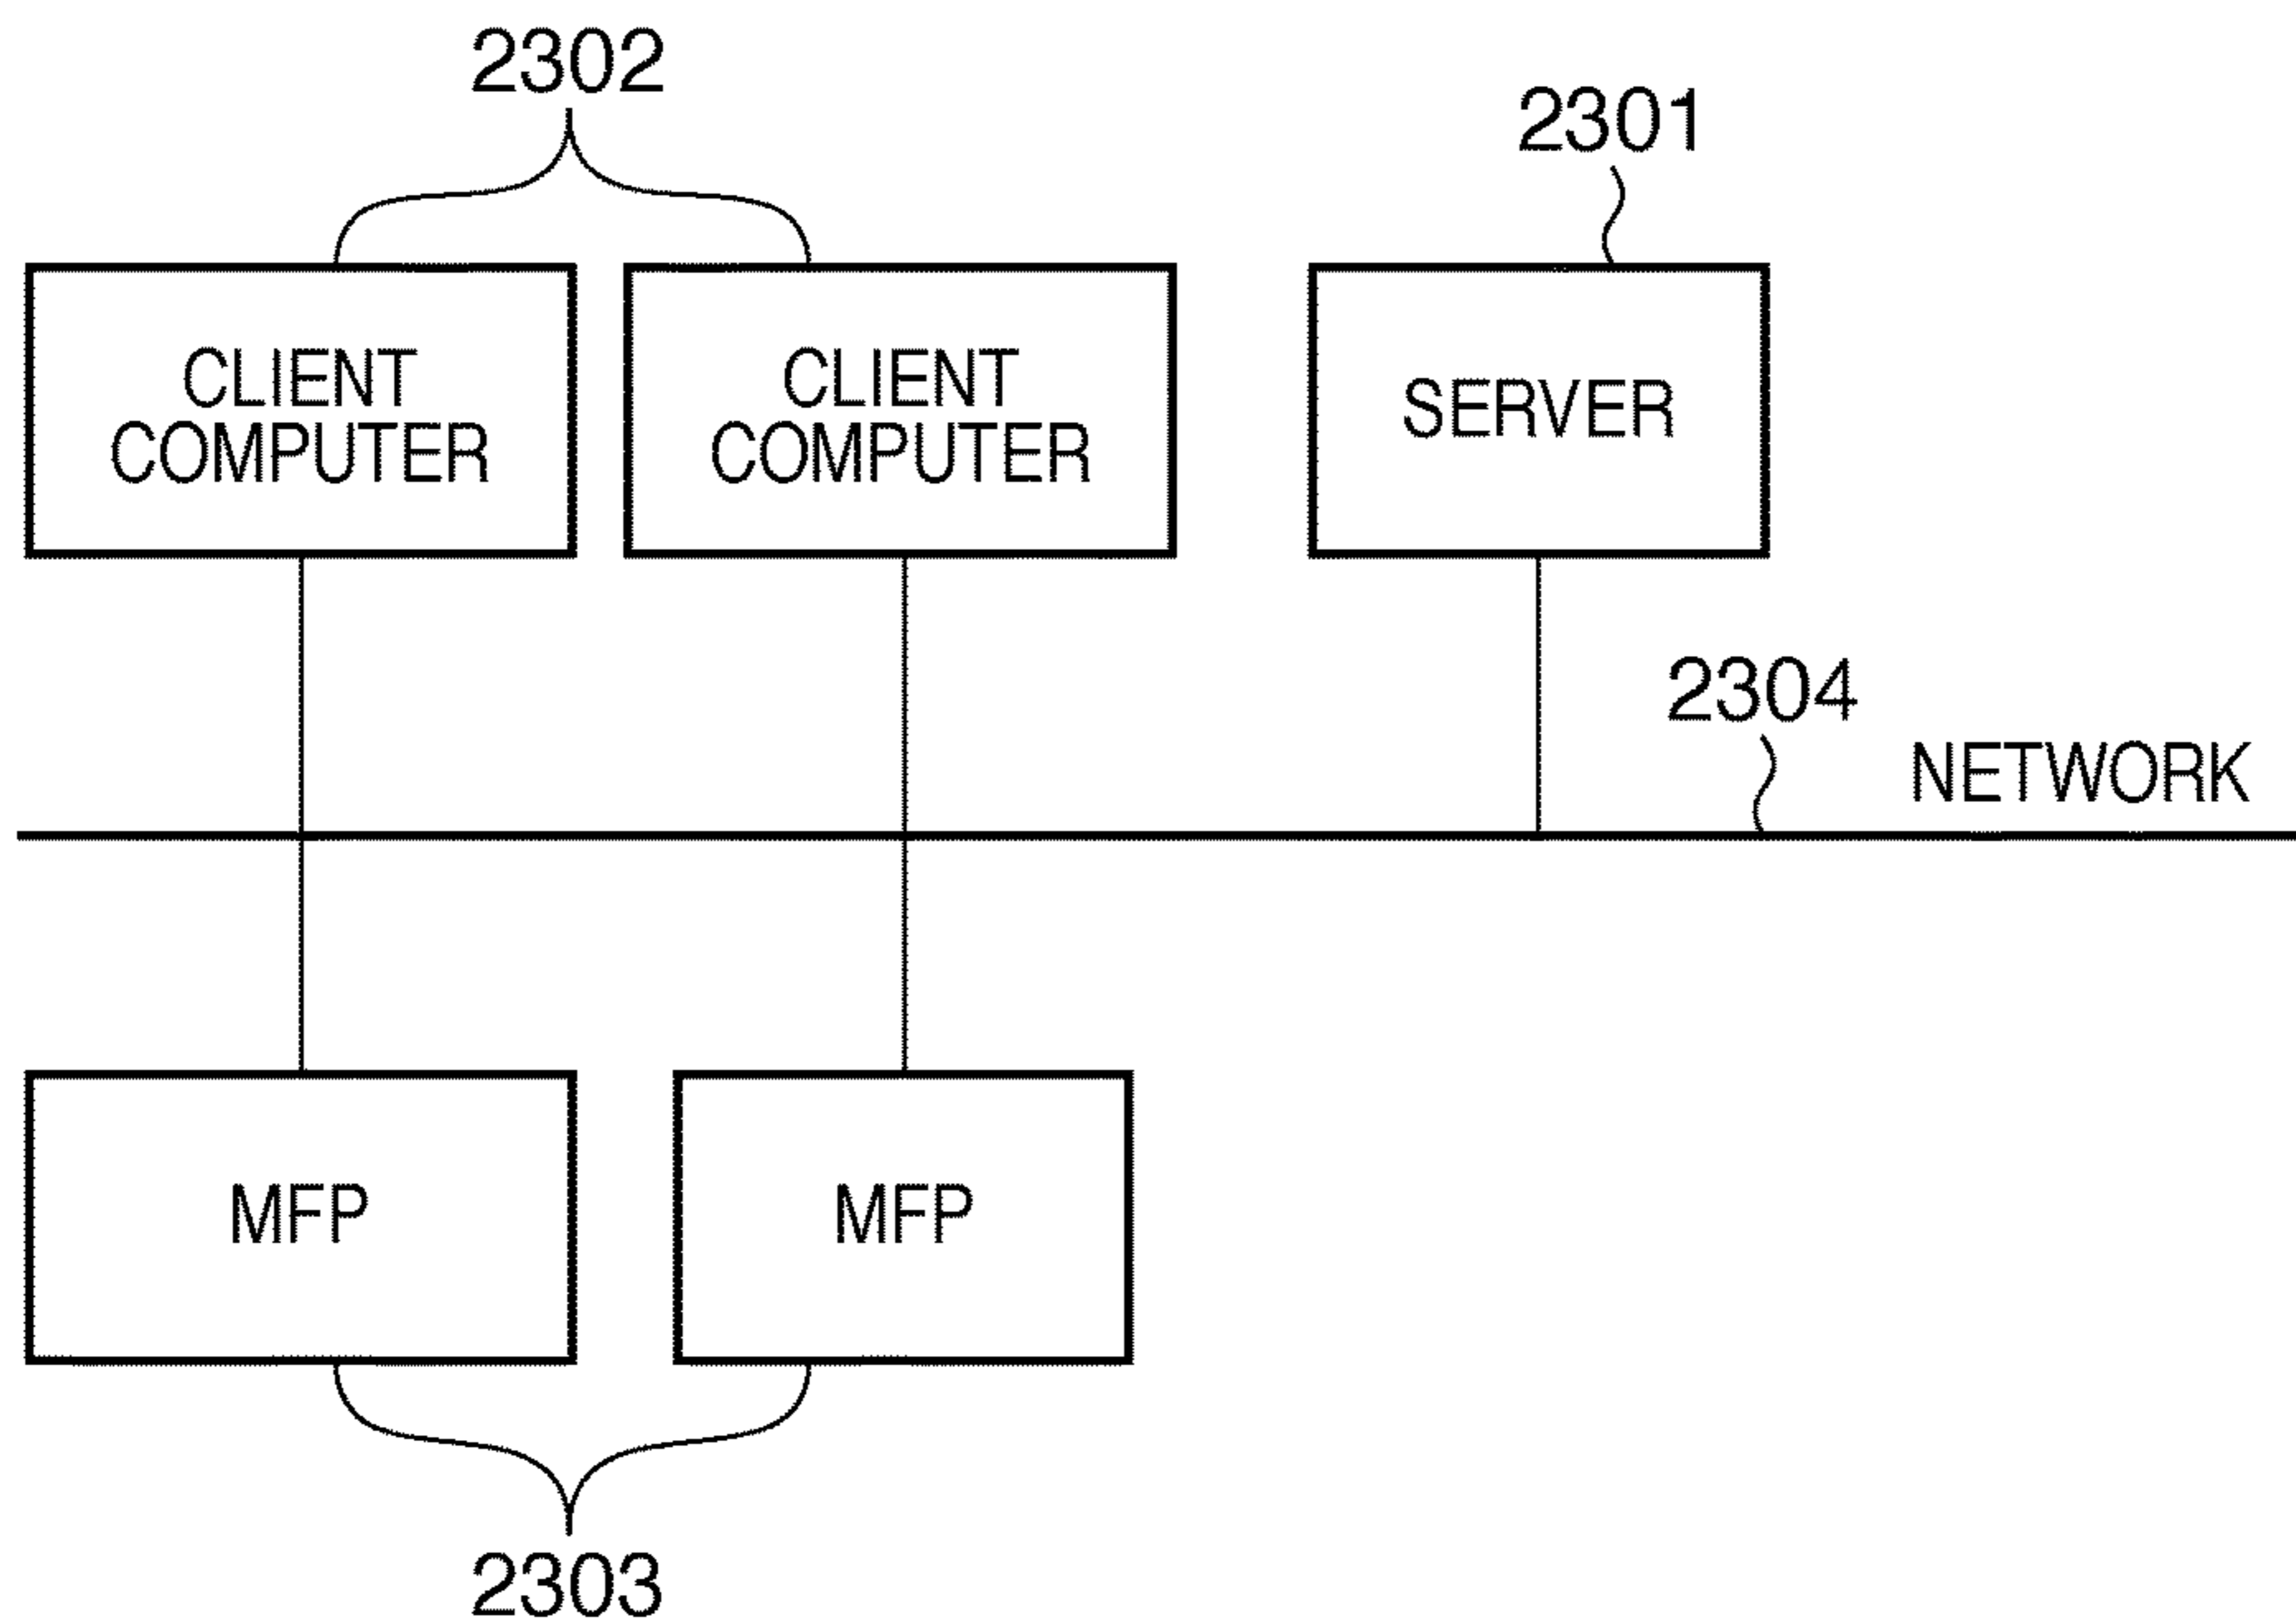 2302
2301
CLIENT
COMPUTER
CLIENT
COMPUTER
SERVER
2304
NETWORK
MFP
MFP
2303